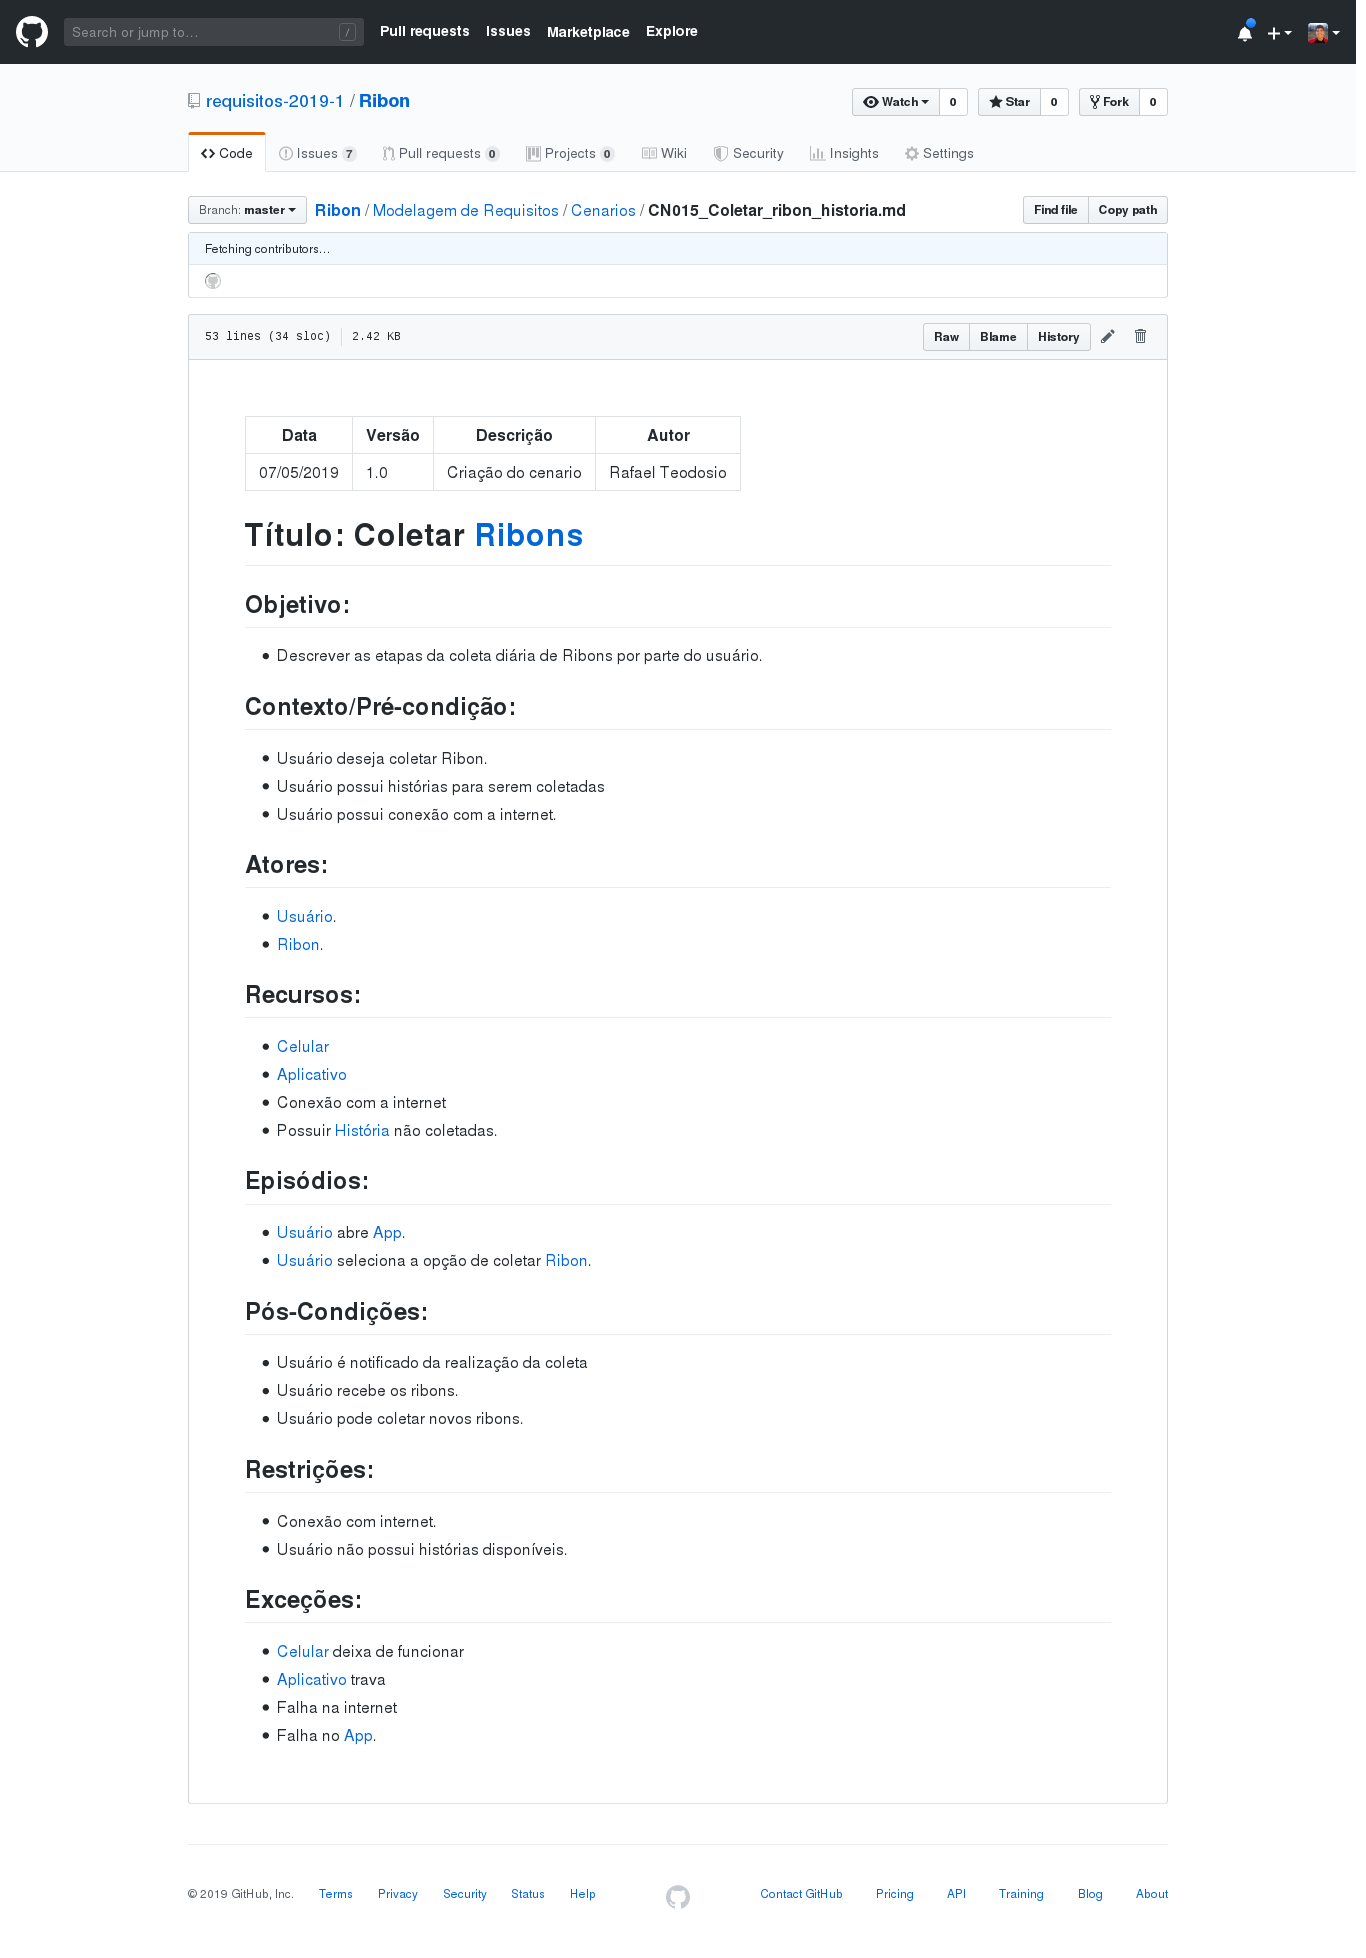 Search or jump to… / Pull requests Issues Marketplace Explore
requisitos-2019-1 / Ribon Watch 0 Star 0 Fork 0
Code Issues 7 Pull requests 0 Projects 0 Wiki Security Insights Settings
Branch: master Ribon / Modelagem de Requisitos / Cenarios / CN015_Coletar_ribon_historia.md Find file Copy path
Fetching contributors…
53 lines (34 sloc) 2.42 KB Raw Blame History
Data Versão Descrição Autor
07/05/2019 1.0 Criação do cenario Rafael Teodosio
Título: Coletar Ribons
Objetivo:
Descrever as etapas da coleta diária de Ribons por parte do usuário.
Contexto/Pré-condição:
Usuário deseja coletar Ribon.
Usuário possui histórias para serem coletadas
Usuário possui conexão com a internet.
Atores:
Usuário.
Ribon.
Recursos:
Celular
Aplicativo
Conexão com a internet
Possuir História não coletadas.
Episódios:
Usuário abre App.
Usuário seleciona a opção de coletar Ribon.
Pós-Condições:
Usuário é notificado da realização da coleta
Usuário recebe os ribons.
Usuário pode coletar novos ribons.
Restrições:
Conexão com internet.
Usuário não possui histórias disponíveis.
Exceções:
Celular deixa de funcionar
Aplicativo trava
Falha na internet
Falha no App.
© 2019 GitHub, Inc. Terms Privacy Security Status Help Contact GitHub Pricing API Training Blog About